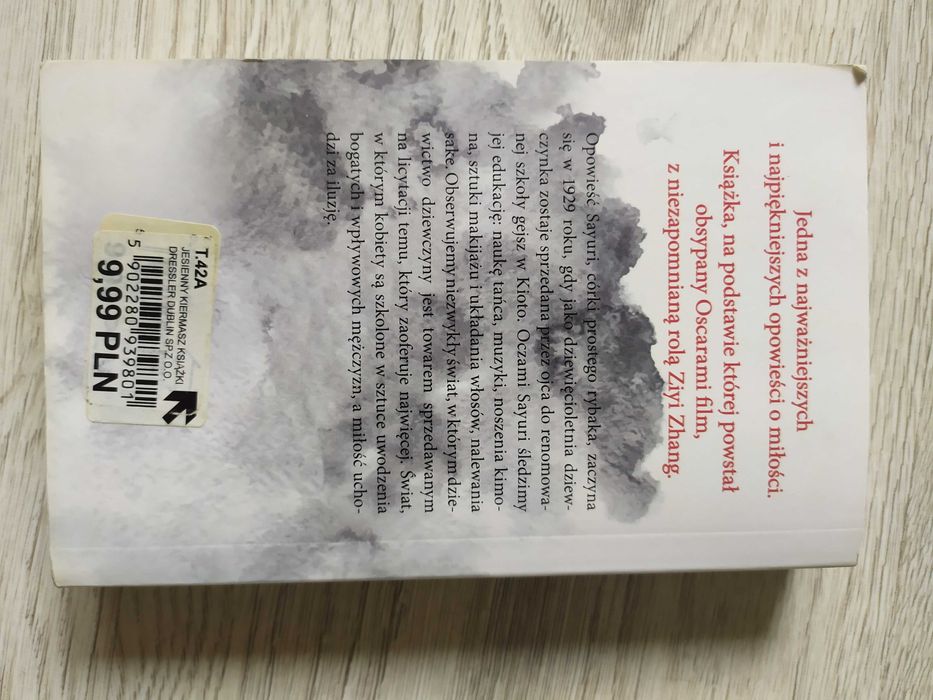 Jedna z najważniejszych
i najpiękniejszych opowieści o miłości.
Książka, na podstawie której powstał
obsypany Oscarami film,
z niezapomnianą rolą Ziyi Zhang.
Opowieść Sayuri, córki prostego rybaka, zaczyna
się w 1929 roku, gdy jako dziewięcioletnia dziew-
czynka zostaje sprzedana przez ojca do renomowa-
nej szkoły gejsz w Kioto. Oczami Sayuri śledzimy
jej edukację: naukę tańca, muzyki, noszenia kimo-
na, sztuki makijażu i układania włosów, nalewania
sake. Obserwujemy niezwykły świat, w którym dzie-
wictwo dziewczyny jest towarem sprzedawanym
na licytacji temu, który zaoferuje najwięcej. Świat,
w którym kobiety są szkolone w sztuce uwodzenia
bogatych i wpływowych mężczyzn, a miłość ucho-
dzi za iluzję.
T.42A
JESIENNY KIERMASZ KSIĄŻKI
DRESSLER DUBLIN SP.Z O.O.
5 902280 939801
9,99 PLN